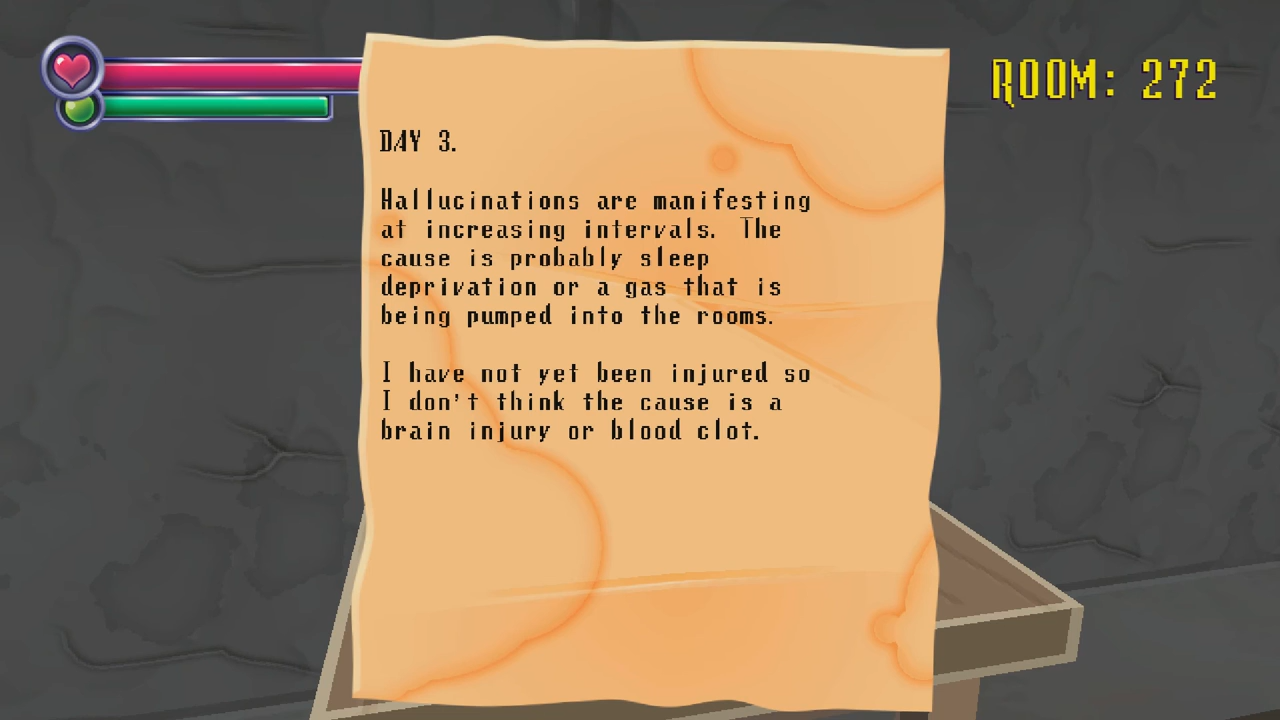 ROOM: 272
DAY 3.
Hallucinations are manifesting
at increasing intervals. The
cause is probably sleep
deprivation or a gas that is
being pumped into the rooms.
I have not yet been injured so
I don't think the cause is a
brain injury or blood clot.